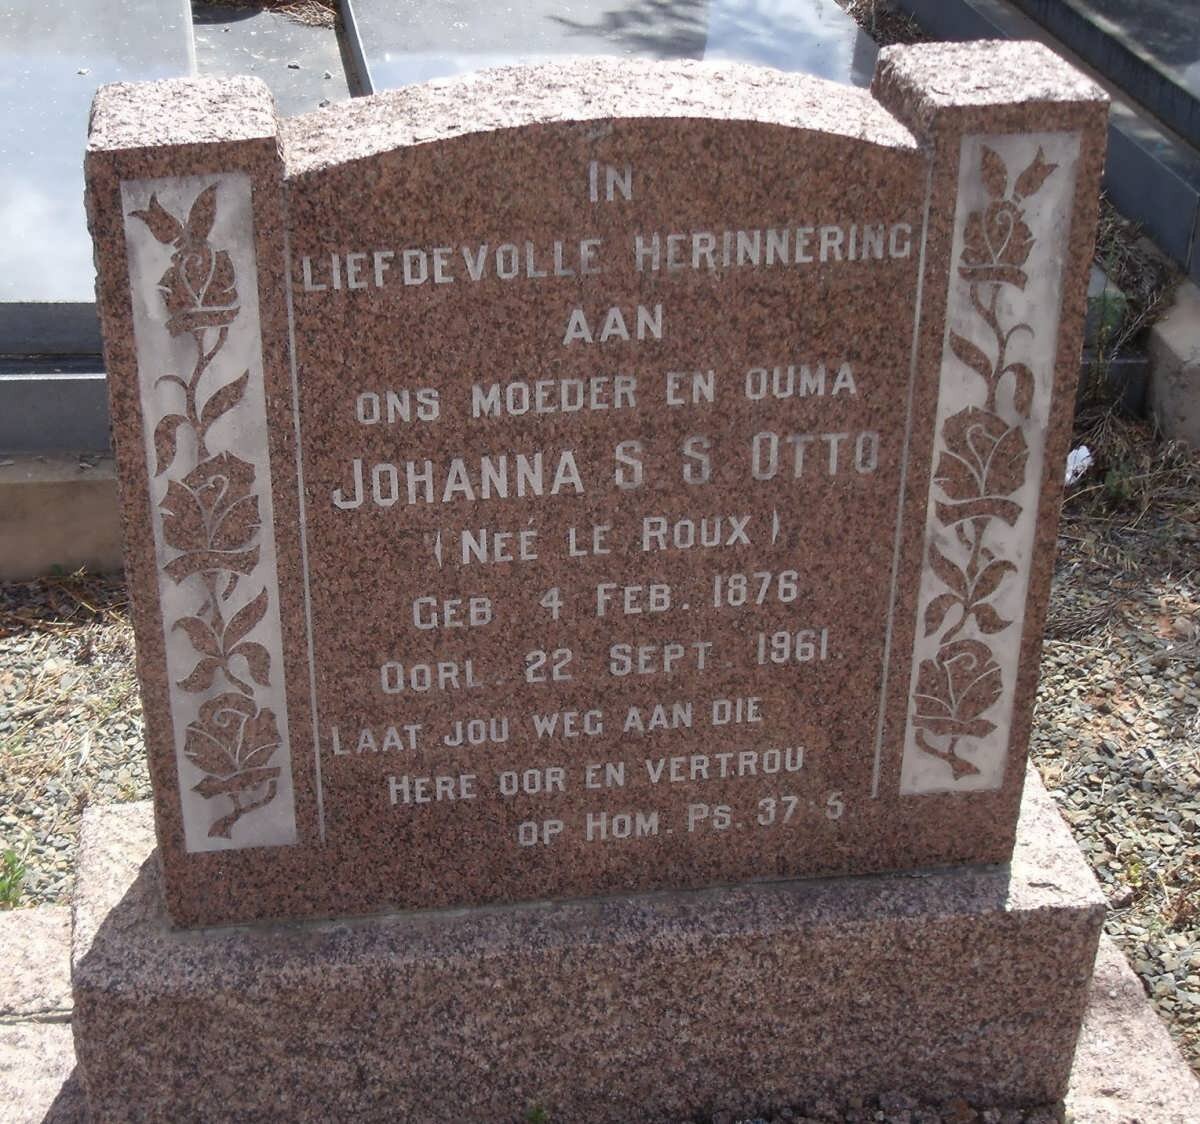 IN
LIEFDEVOLLE HERINNERING
AAN
ONS MOEDER EN OUMA
JOHANNA S S OTTO
(NEÉ LE ROUX)
GEB. 4 FEB. 1876
OORL. 22 SEPT. 1961.
LAAT JOU WEG AAN DIE
HERE OOR EN VERTROU
OP HOM. PS. 37:5.